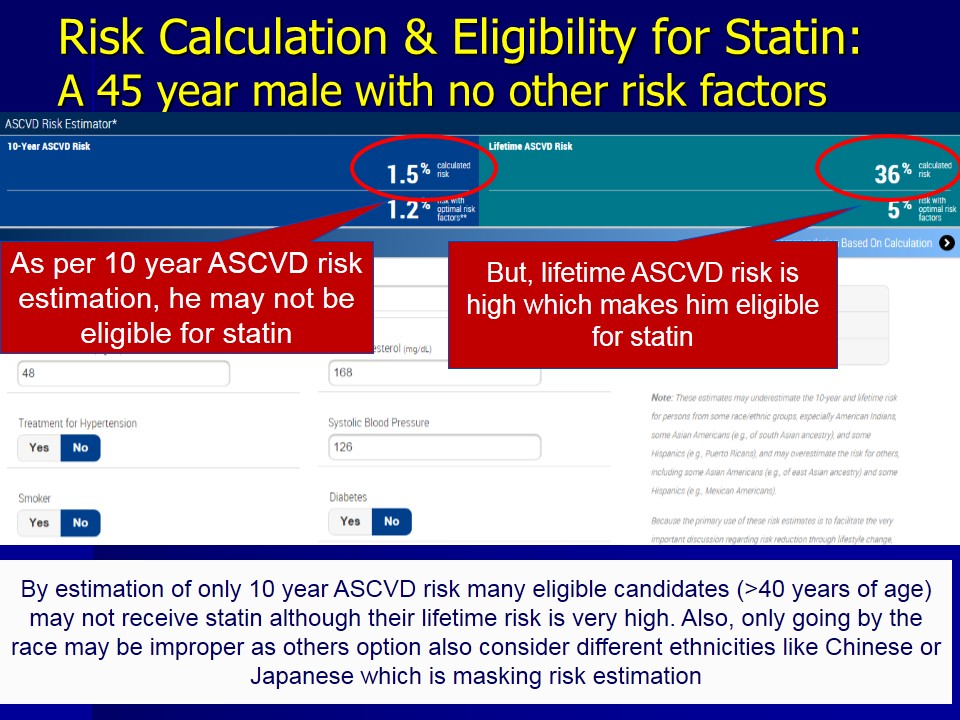 Risk Calculation & Eligibility for Statin:
A 45 year male with no other risk factors
ASCVD Risk Estimator*
10-Year ASCVD Risk
1.5% calculated
risk
1.2% risk with
optimal risk
factors**
Lifetime ASCVD Risk
36% calculated
risk
5% risk with
optimal risk
factors
Based On Calculation
As per 10 year ASCVD risk
estimation, he may not be
eligible for statin
But, lifetime ASCVD risk is
high which makes him eligible
for statin
(mg/dL)
48
168
Treatment for Hypertension
Yes No
Systolic Blood Pressure
126
Smoker
Yes No
Diabetes
Yes No
Note: These estimates may underestimate the 10-year and lifetime risk
for persons from some race/ethnic groups, especially American Indians,
some Asian Americans (e.g., of south Asian ancestry), and some
Hispanics (e.g., Puerto Ricans), and may overestimate the risk for others,
including some Asian Americans (e.g., of east Asian ancestry) and some
Hispanics (e.g., Mexican Americans).
Because the primary use of these risk estimates is to facilitate the very
important discussion regarding risk reduction through lifestyle change,
By estimation of only 10 year ASCVD risk many eligible candidates (>40 years of age)
may not receive statin although their lifetime risk is very high. Also, only going by the
race may be improper as others option also consider different ethnicities like Chinese or
Japanese which is masking risk estimation